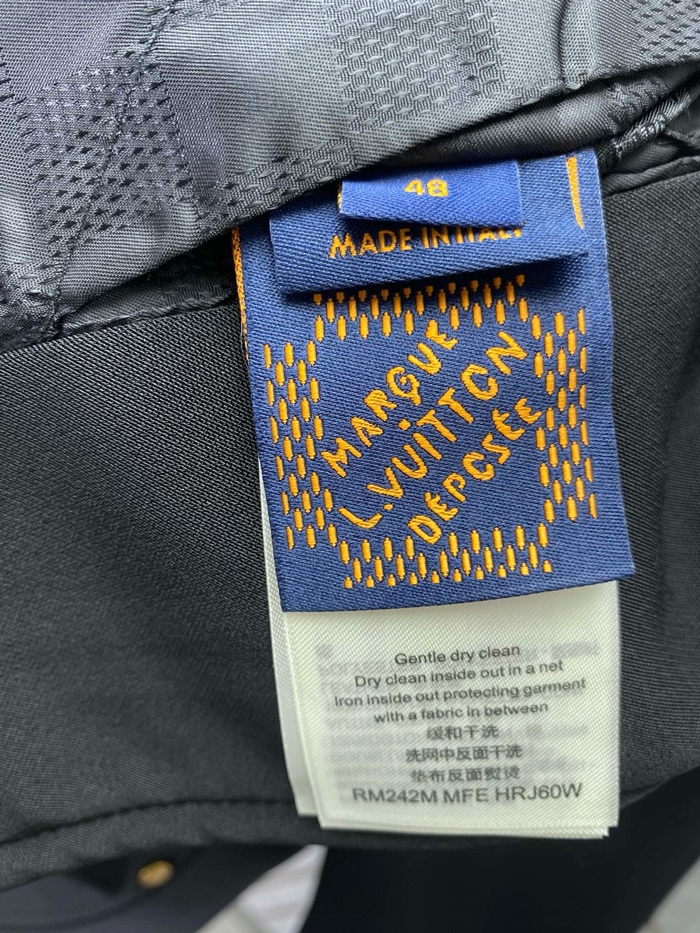 48
MADE IN ITALY
MARQUE
L.VUITTON
DÉPOSÉE
Gentle dry clean
Dry clean inside out in a net
Iron inside out protecting garment
with a fabric in between
缓和干洗
洗网中反面干洗
垫布反面熨烫
RM242M MFE HRJ60W